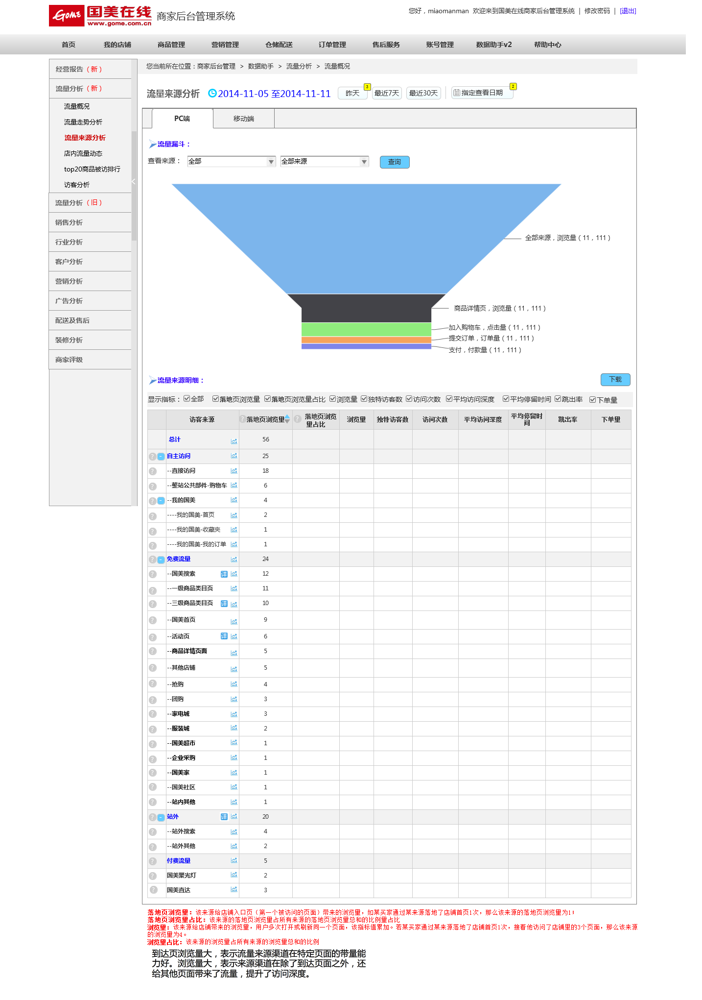 Gome 国美在线 www.gome.com.cn 商家后台管理系统
您好，miaomanman 欢迎来到国美在线商家后台管理系统 | 修改密码 | [退出]
首页 我的店铺 商品管理 营销管理 仓储配送 订单管理 售后服务 账号管理 数据助手v2 帮助中心
经营报告（新）
流量分析（新）
流量概况
流量走势分析
流量来源分析
店内流量动态
top20商品被访排行
访客分析
流量分析（旧）
销售分析
行业分析
客户分析
营销分析
广告分析
配送及售后
装修分析
商家评级
您当前所在位置：商家后台管理 > 数据助手 > 流量分析 > 流量概况
流量来源分析 2014-11-05 至2014-11-11 昨天 3 最近7天 最近30天 指定查看日期 2
PC端 移动端
流量漏斗：
查看来源： 全部 全部来源 查询
全部来源，浏览量（11，111）
商品详情页，浏览量（11，111）
加入购物车，点击量（11，111）
提交订单，订单量（11，111）
支付，付款量（11，111）
流量来源明细： 下载
显示指标： 全部 落地页浏览量 落地页浏览量占比 浏览量 独特访客数 访问次数 平均访问深度 平均停留时间 跳出率 下单量
访客来源 ? 落地页浏览量 ? 落地页浏览量占比 浏览量 独特访客数 访问次数 平均访问深度 平均停留时间 跳出率 下单量
总计 56
? - 自主访问 25
? --直接访问 18
? --整站公共部件-购物车 6
? - --我的国美 4
? ----我的国美-首页 2
? ----我的国美-收藏夹 1
? ----我的国美-我的订单 1
? - 免费流量 24
? --国美搜索 详 12
? --一级商品类目页 11
? --三级商品类目页 详 10
? --国美首页 9
? --活动页 详 6
? --商品详情页面 5
? --其他店铺 5
? --抢购 4
? --团购 3
? --家电城 3
? --服装城 2
? --国美超市 1
? --企业采购 1
? --国美家 1
? --国美社区 1
? --站内其他 1
? - 站外 详 20
? --站外搜索 4
? --站外其他 2
? 付费流量 5
? 国美聚光灯 2
? 国美直达 3
落地页浏览量：该来源给店铺入口页（第一个被访问的页面）带来的浏览量，如某买家通过某来源落地了店铺首页1次，那么该来源的落地页浏览量为1；
落地页浏览量占比：该来源的落地页浏览量占所有来源的落地页浏览量总和的比例量占比
浏览量：该来源给店铺带来的浏览量，用户多次打开或刷新同一个页面，该指标值累加。若某买家通过某来源落地了店铺首页1次，接着他访问了店铺里的3个页面，那么该来源
的浏览量为4。
浏览量占比：该来源的浏览量占所有来源的浏览量总和的比例
到达页浏览量大，表示流量来源渠道在特定页面的带量能
力好。浏览量大，表示来源渠道在除了到达页面之外，还
给其他页面带来了流量，提升了访问深度。